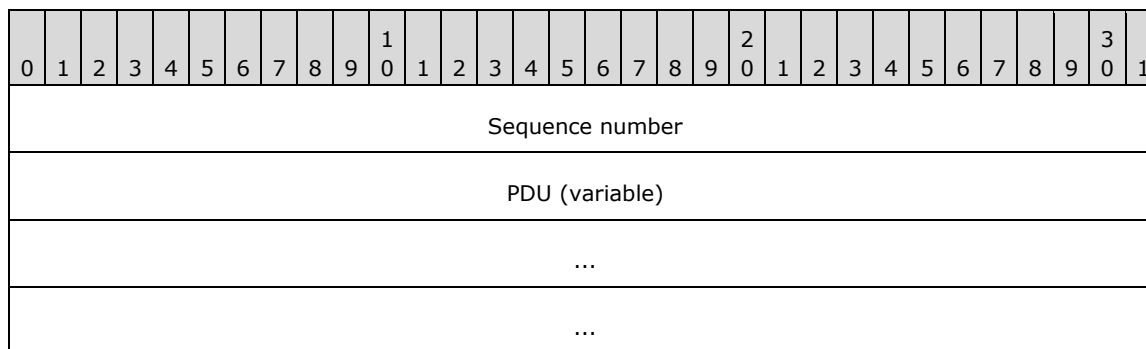 1 2 3
0 1 2 3 4 5 6 7 8 9 0 1 2 3 4 5 6 7 8 9 0 1 2 3 4 5 6 7 8 9 0 1
Sequence number
PDU (variable)
...
...